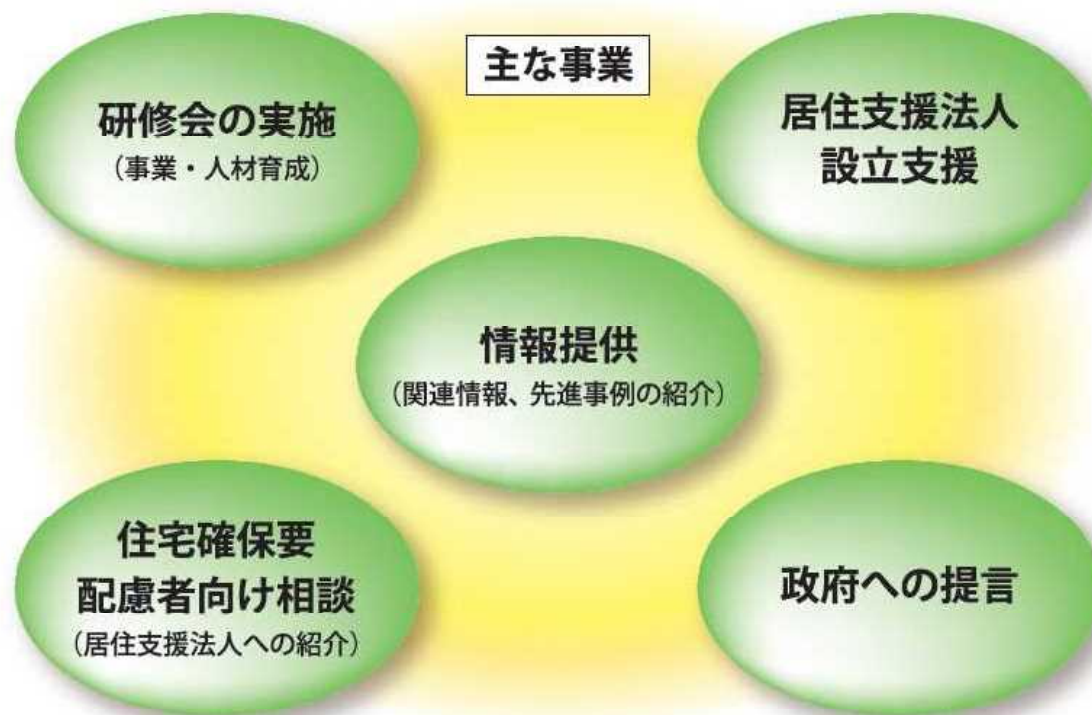 主な事業
研修会の実施
（事業・人材育成）
居住支援法人
設立支援
情報提供
（関連情報、先進事例の紹介）
住宅確保要
配慮者向け相談
（居住支援法人への紹介）
政府への提言